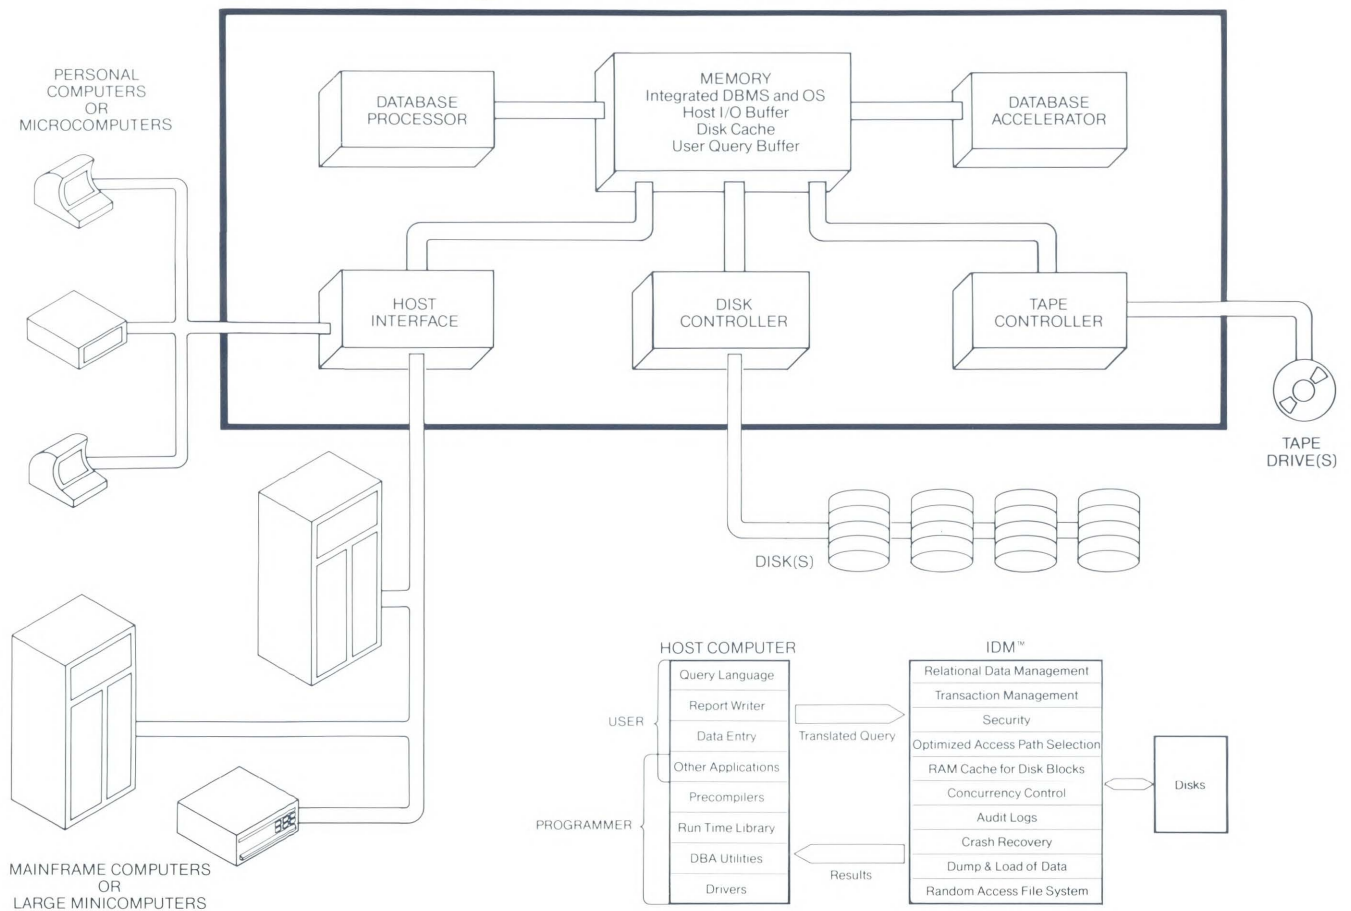 PERSONAL
COMPUTERS
OR
MICROCOMPUTERS
DATABASE
PROCESSOR
MEMORY
Integrated DBMS and OS
Host I/O Buffer
Disk Cache
User Query Buffer
DATABASE
ACCELERATOR
HOST
INTERFACE
DISK
CONTROLLER
TAPE
CONTROLLER
TAPE
DRIVE(S)
DISK(S)
MAINFRAME COMPUTERS
OR
LARGE MINICOMPUTERS
HOST COMPUTER
USER
PROGRAMMER
Query Language
Report Writer
Data Entry
Other Applications
Precompilers
Run Time Library
DBA Utilities
Drivers
Translated Query
Results
IDM™
Relational Data Management
Transaction Management
Security
Optimized Access Path Selection
RAM Cache for Disk Blocks
Concurrency Control
Audit Logs
Crash Recovery
Dump & Load of Data
Random Access File System
Disks